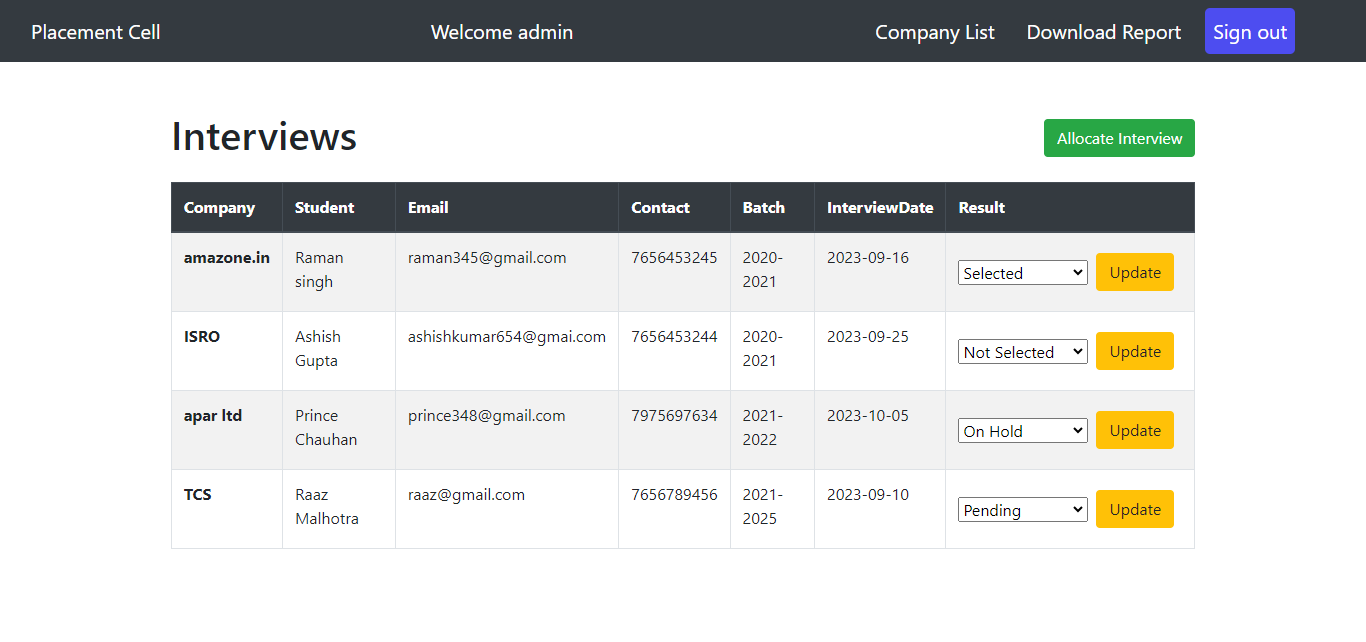 Placement Cell Welcome admin Company List Download Report Sign out
Interviews Allocate Interview
Company Student Email Contact Batch InterviewDate Result
amazone.in Raman raman345@gmail.com 7656453245 2020- 2023-09-16 Selected Update
singh 2021
ISRO Ashish ashishkumar654@gmai.com 7656453244 2020- 2023-09-25 Not Selected Update
Gupta 2021
apar ltd Prince prince348@gmail.com 7975697634 2021- 2023-10-05 On Hold Update
Chauhan 2022
TCS Raaz raaz@gmail.com 7656789456 2021- 2023-09-10 Pending Update
Malhotra 2025